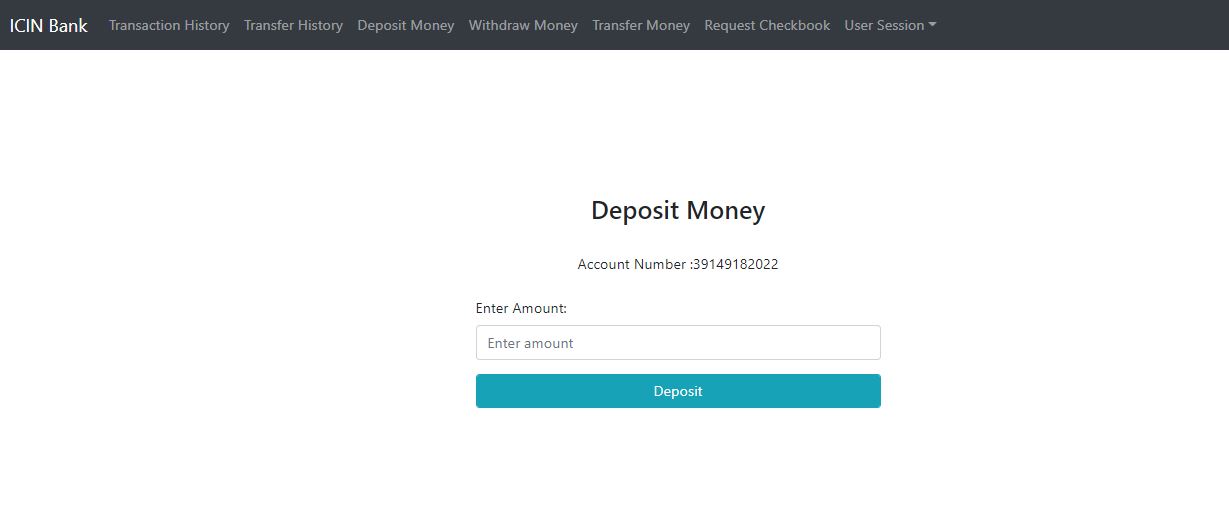 ICIN Bank Transaction History Transfer History Deposit Money Withdraw Money Transfer Money Request Checkbook User Session
Deposit Money
Account Number :39149182022
Enter Amount:
Enter amount
Deposit